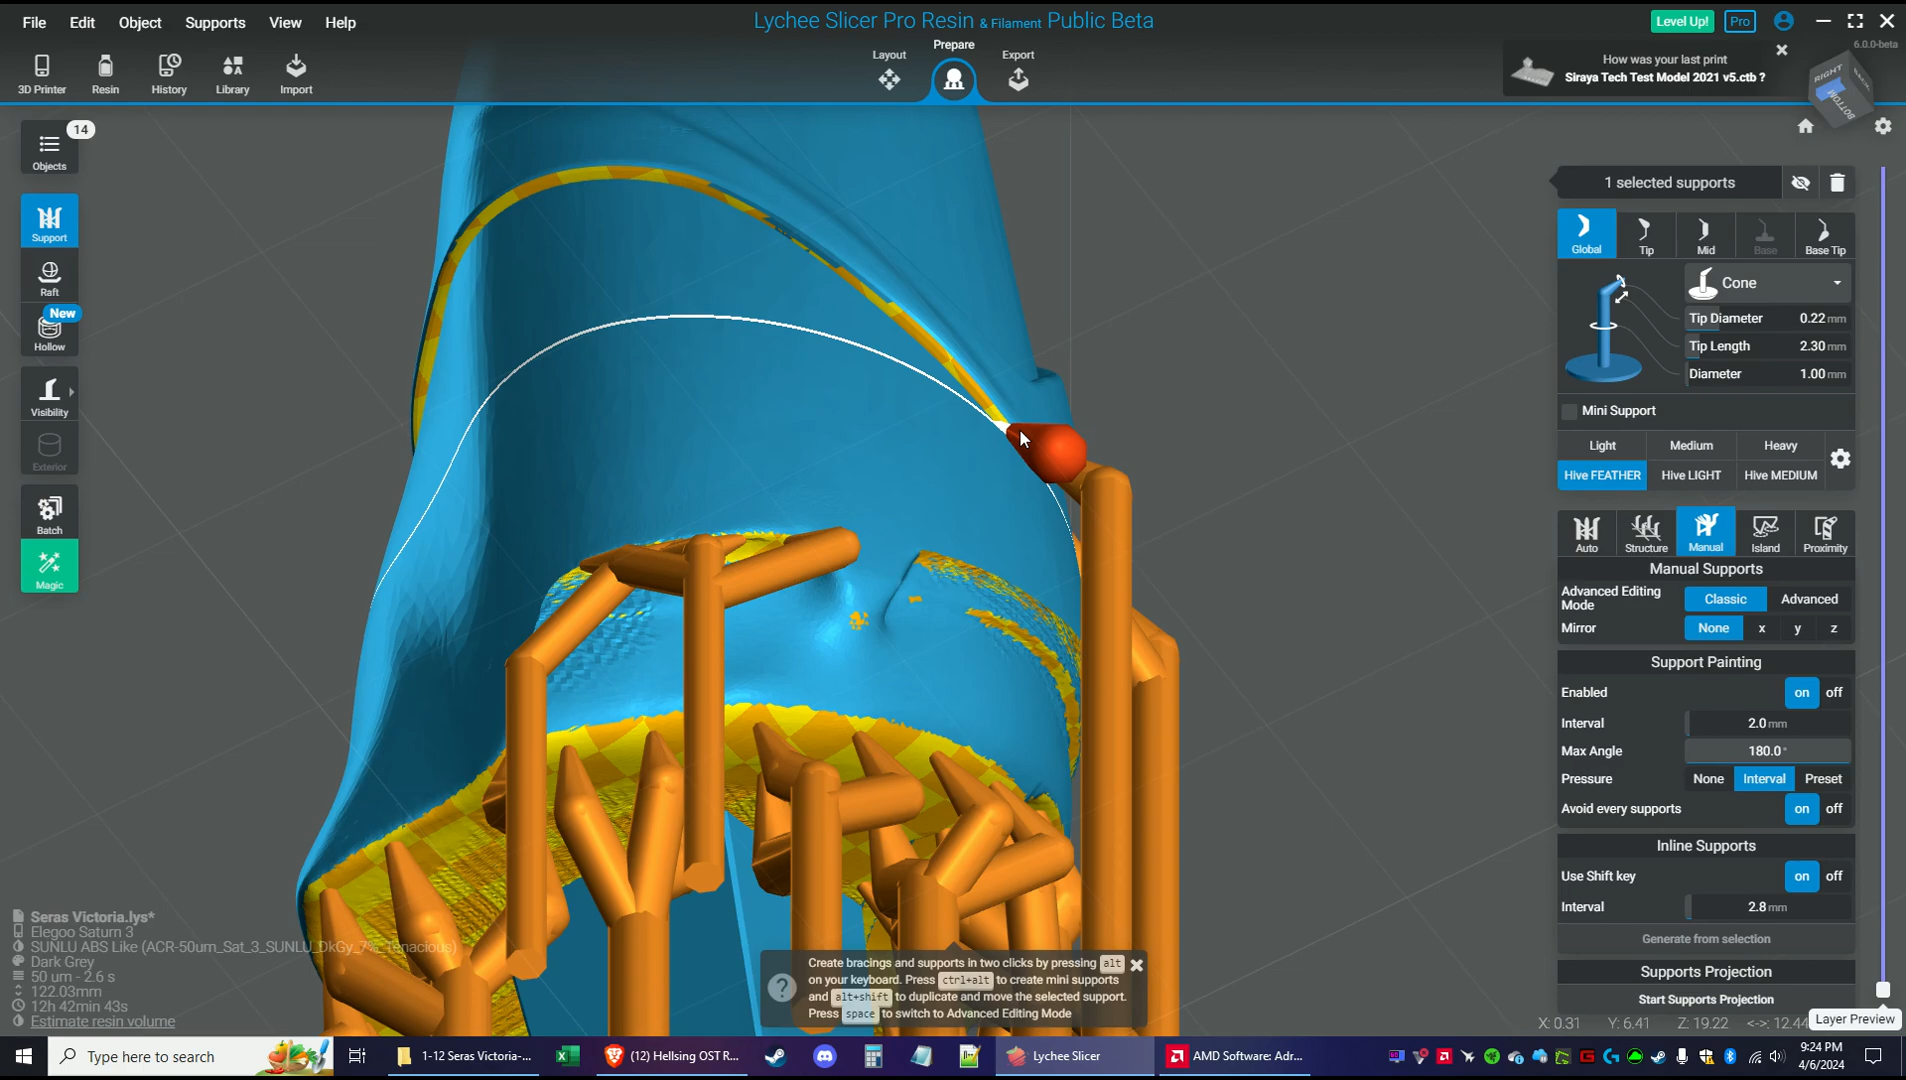 File Edit Object Supports View Help
Lychee Slicer Pro Resin & Filament Public Beta
Level Up! Pro
6.0.0-beta
3D Printer Resin History Library Import
Layout Prepare Export
How was your last print
Siraya Tech Test Model 2021 v5.ctb ?
RIGHT
BOTTOM
14
Objects
Support
Raft
New
Hollow
Visibility
Exterior
Batch
Magic
1 selected supports
Global Tip Mid Base Base Tip
Cone
Tip Diameter 0.22 mm
Tip Length 2.30 mm
Diameter 1.00 mm
Mini Support
Light Medium Heavy
Hive FEATHER Hive LIGHT Hive MEDIUM
Auto Structure Manual Island Proximity
Manual Supports
Advanced Editing
Mode
Classic Advanced
Mirror None x y z
Support Painting
Enabled on off
Interval 2.0 mm
Max Angle 180.0 °
Pressure None Interval Preset
Avoid every supports on off
Inline Supports
Use Shift key on off
Interval 2.8 mm
Generate from selection
Supports Projection
Start Supports Projection
X: 0.31 Y: 6.41 Z: 19.22 <->: 12.44
Layer Preview
Seras Victoria.lys*
Elegoo Saturn 3
SUNLU ABS Like (ACR-50um_Sat_3_SUNLU_DkGy_7%_Tenacious)
Dark Grey
50 um - 2.6 s
122.03mm
12h 42min 43s
Estimate resin volume
?
Create bracings and supports in two clicks by pressing alt
on your keyboard. Press ctrl+alt to create mini supports
and alt+shift to duplicate and move the selected support.
Press space to switch to Advanced Editing Mode
Type here to search
1-12 Seras Victoria-...
(12) Hellsing OST R...
Lychee Slicer
AMD Software: Adr...
9:24 PM
4/6/2024